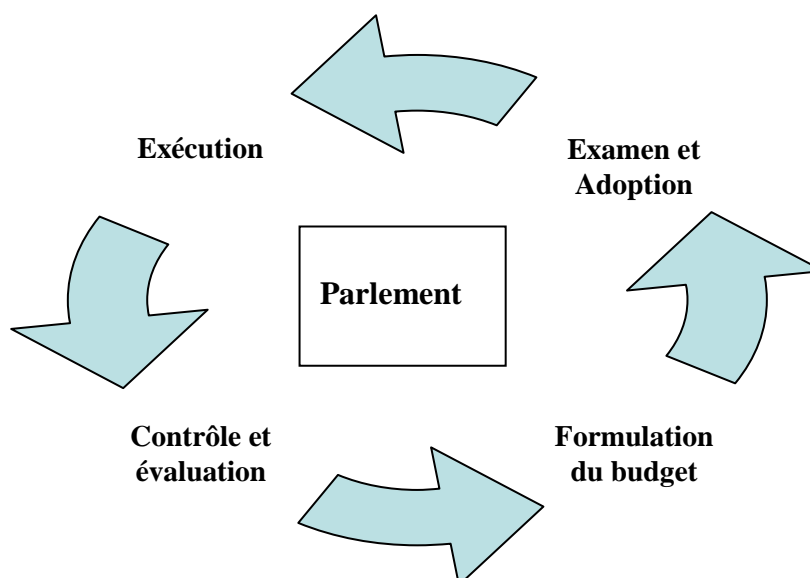 Exécution
Examen et
Adoption
Parlement
Contrôle et
évaluation
Formulation
du budget